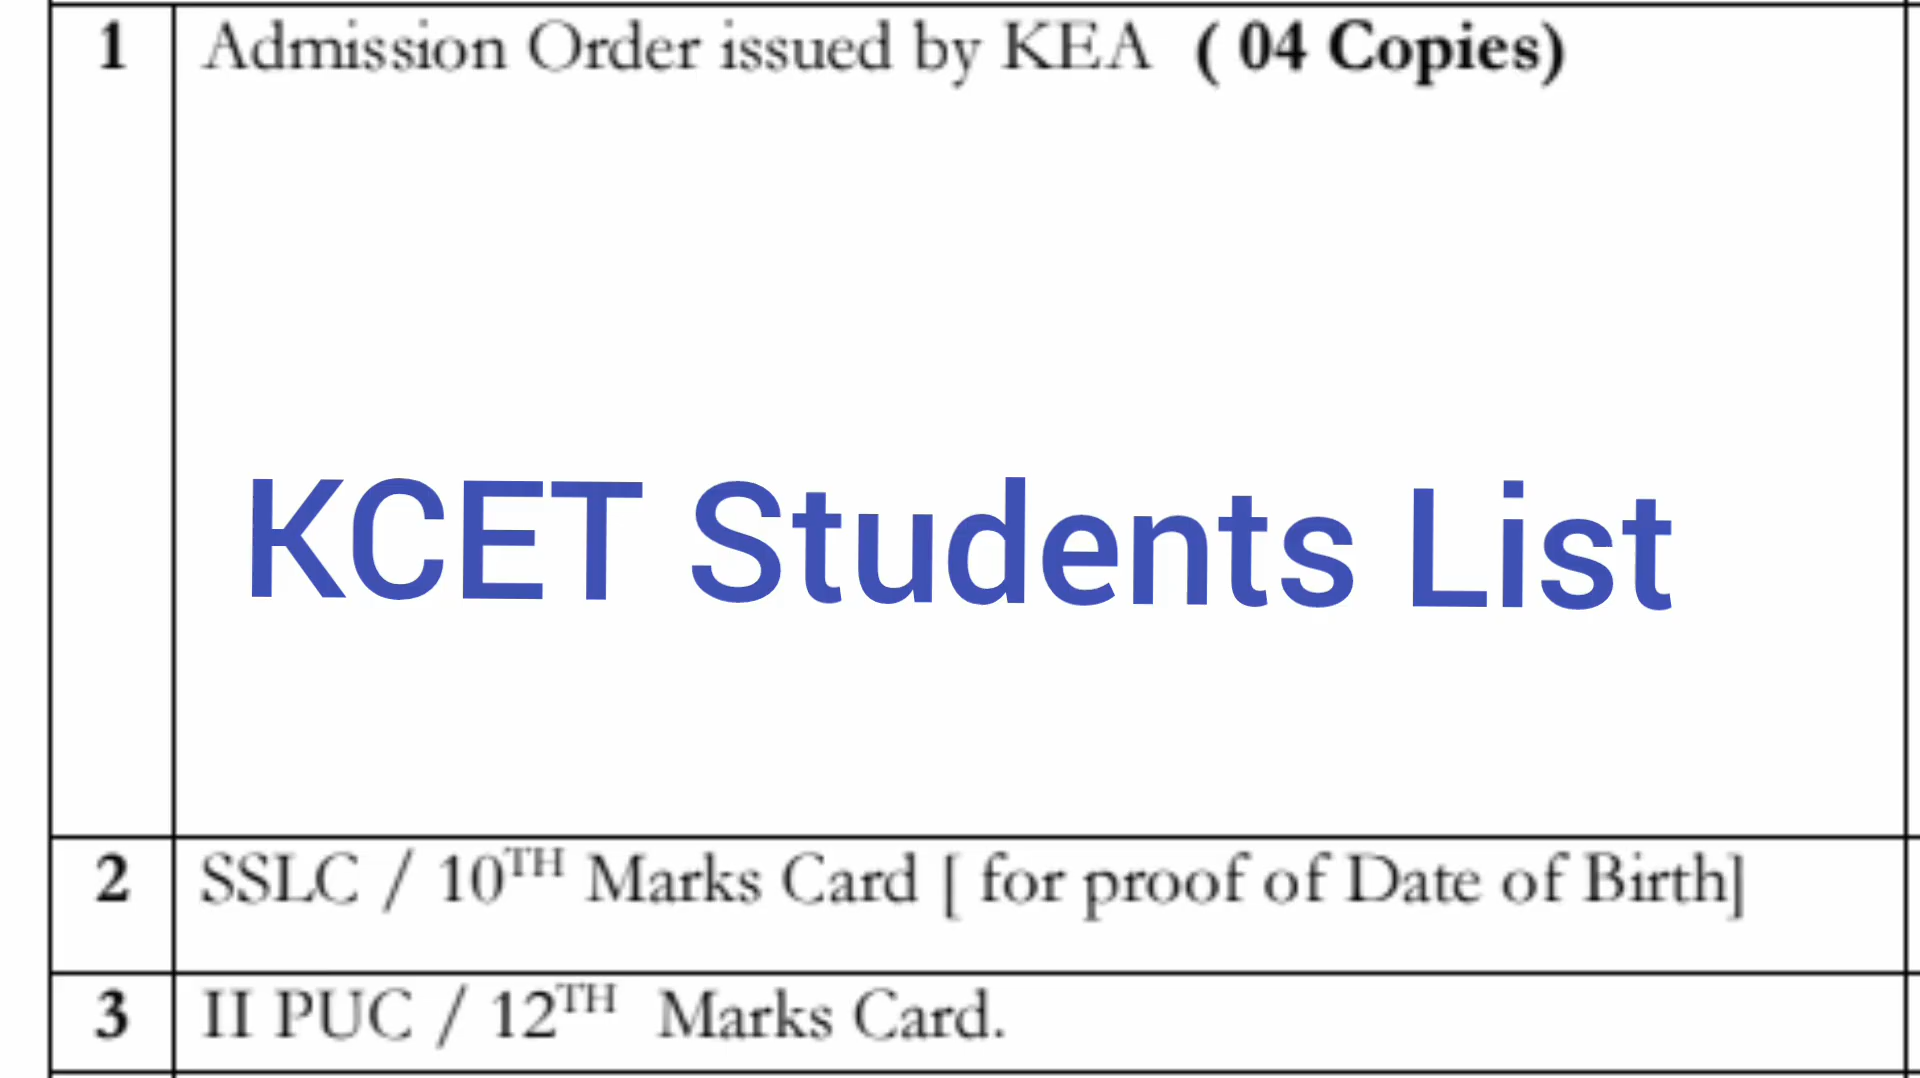 1 Admission Order issued by KEA ( 04 Copies)
KCET Students List
2 SSLC / 10TH Marks Card [ for proof of Date of Birth]
3 II PUC / 12TH Marks Card.